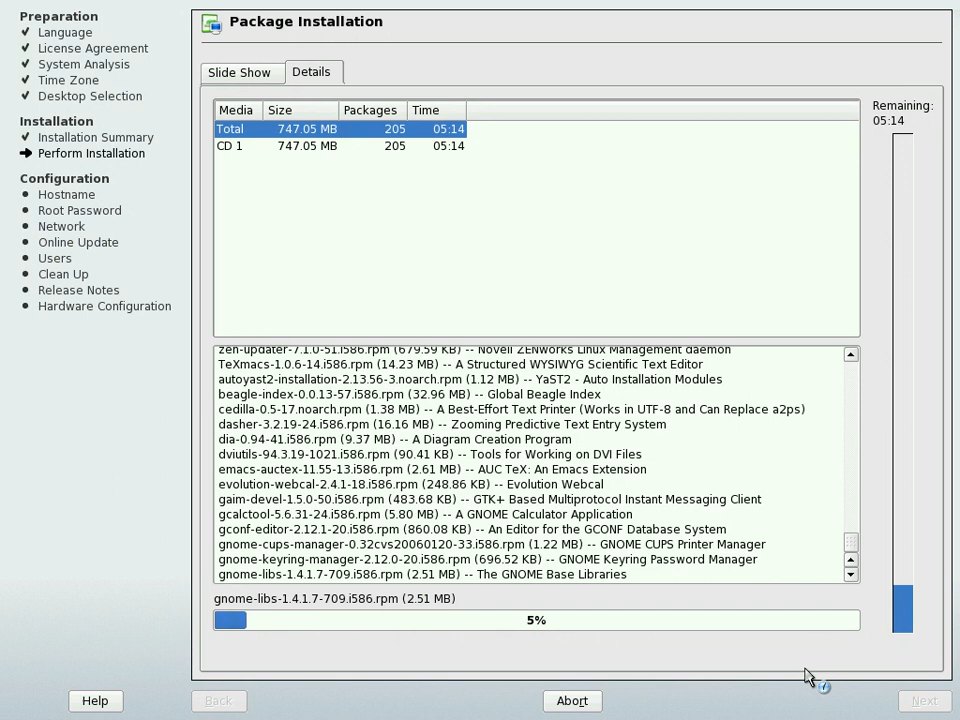 Preparation
Language
License Agreement
System Analysis
Time Zone
Desktop Selection
Installation
Installation Summary
Perform Installation
Configuration
Hostname
Root Password
Network
Online Update
Users
Clean Up
Release Notes
Hardware Configuration
Package Installation
Slide Show Details
Media Size Packages Time
Total 747.05 MB 205 05:14
CD 1 747.05 MB 205 05:14
Remaining:
05:14
zen-updater-7.1.0-51.i586.rpm (679.59 KB) -- Novell ZENworks Linux Management daemon
TeXmacs-1.0.6-14.i586.rpm (14.23 MB) -- A Structured WYSIWYG Scientific Text Editor
autoyast2-installation-2.13.56-3.noarch.rpm (1.12 MB) -- YaST2 - Auto Installation Modules
beagle-index-0.0.13-57.i586.rpm (32.96 MB) -- Global Beagle Index
cedilla-0.5-17.noarch.rpm (1.38 MB) -- A Best-Effort Text Printer (Works in UTF-8 and Can Replace a2ps)
dasher-3.2.19-24.i586.rpm (16.16 MB) -- Zooming Predictive Text Entry System
dia-0.94-41.i586.rpm (9.37 MB) -- A Diagram Creation Program
dviutils-94.3.19-1021.i586.rpm (90.41 KB) -- Tools for Working on DVI Files
emacs-auctex-11.55-13.i586.rpm (2.61 MB) -- AUC TeX: An Emacs Extension
evolution-webcal-2.4.1-18.i586.rpm (248.86 KB) -- Evolution Webcal
gaim-devel-1.5.0-50.i586.rpm (483.68 KB) -- GTK+ Based Multiprotocol Instant Messaging Client
gcalctool-5.6.31-24.i586.rpm (5.80 MB) -- A GNOME Calculator Application
gconf-editor-2.12.1-20.i586.rpm (860.08 KB) -- An Editor for the GCONF Database System
gnome-cups-manager-0.32cvs20060120-33.i586.rpm (1.22 MB) -- GNOME CUPS Printer Manager
gnome-keyring-manager-2.12.0-20.i586.rpm (696.52 KB) -- GNOME Keyring Password Manager
gnome-libs-1.4.1.7-709.i586.rpm (2.51 MB) -- The GNOME Base Libraries
gnome-libs-1.4.1.7-709.i586.rpm (2.51 MB)
5%
Help Back Abort Next